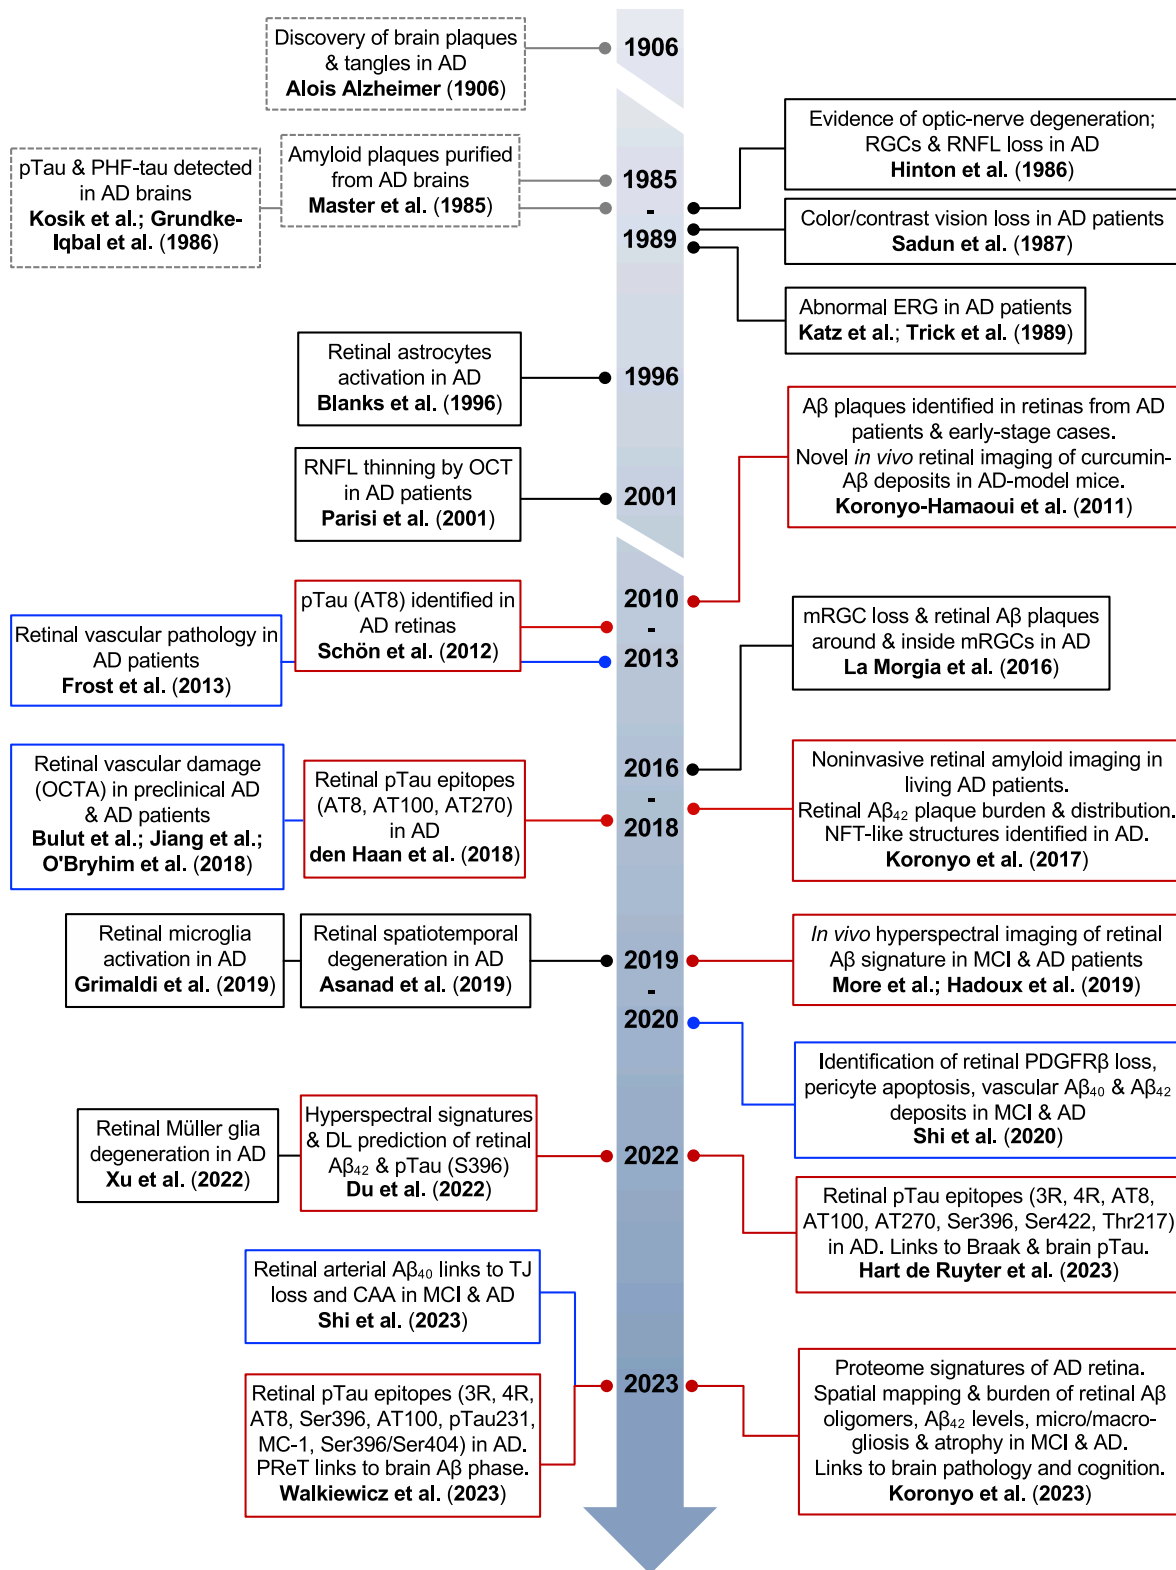 Discovery of brain plaques
& tangles in AD
Alois Alzheimer (1906)
1906
Evidence of optic-nerve degeneration;
RGCs & RNFL loss in AD
Hinton et al. (1986)
pTau & PHF-tau detected
in AD brains
Kosik et al.; Grundke-
Iqbal et al. (1986)
Amyloid plaques purified
from AD brains
Master et al. (1985)
1985
-
1989
Color/contrast vision loss in AD patients
Sadun et al. (1987)
Abnormal ERG in AD patients
Katz et al.; Trick et al. (1989)
Retinal astrocytes
activation in AD
Blanks et al. (1996)
1996
Aβ plaques identified in retinas from AD
patients & early-stage cases.
Novel in vivo retinal imaging of curcumin-
Aβ deposits in AD-model mice.
Koronyo-Hamaoui et al. (2011)
RNFL thinning by OCT
in AD patients
Parisi et al. (2001)
2001
2010
-
2013
pTau (AT8) identified in
AD retinas
Schön et al. (2012)
Retinal vascular pathology in
AD patients
Frost et al. (2013)
mRGC loss & retinal Aβ plaques
around & inside mRGCs in AD
La Morgia et al. (2016)
Retinal vascular damage
(OCTA) in preclinical AD
& AD patients
Bulut et al.; Jiang et al.;
O'Bryhim et al. (2018)
Retinal pTau epitopes
(AT8, AT100, AT270)
in AD
den Haan et al. (2018)
2016
-
2018
Noninvasive retinal amyloid imaging in
living AD patients.
Retinal Aβ₄₂ plaque burden & distribution.
NFT-like structures identified in AD.
Koronyo et al. (2017)
Retinal microglia
activation in AD
Grimaldi et al. (2019)
Retinal spatiotemporal
degeneration in AD
Asanad et al. (2019)
2019
-
2020
In vivo hyperspectral imaging of retinal
Aβ signature in MCI & AD patients
More et al.; Hadoux et al. (2019)
Identification of retinal PDGFRβ loss,
pericyte apoptosis, vascular Aβ₄₀ & Aβ₄₂
deposits in MCI & AD
Shi et al. (2020)
Retinal Müller glia
degeneration in AD
Xu et al. (2022)
Hyperspectral signatures
& DL prediction of retinal
Aβ₄₂ & pTau (S396)
Du et al. (2022)
2022
Retinal pTau epitopes (3R, 4R, AT8,
AT100, AT270, Ser396, Ser422, Thr217)
in AD. Links to Braak & brain pTau.
Hart de Ruyter et al. (2023)
Retinal arterial Aβ₄₀ links to TJ
loss and CAA in MCI & AD
Shi et al. (2023)
2023
Retinal pTau epitopes (3R, 4R,
AT8, Ser396, AT100, pTau231,
MC-1, Ser396/Ser404) in AD.
PReT links to brain Aβ phase.
Walkiewicz et al. (2023)
Proteome signatures of AD retina.
Spatial mapping & burden of retinal Aβ
oligomers, Aβ₄₂ levels, micro/macro-
gliosis & atrophy in MCI & AD.
Links to brain pathology and cognition.
Koronyo et al. (2023)